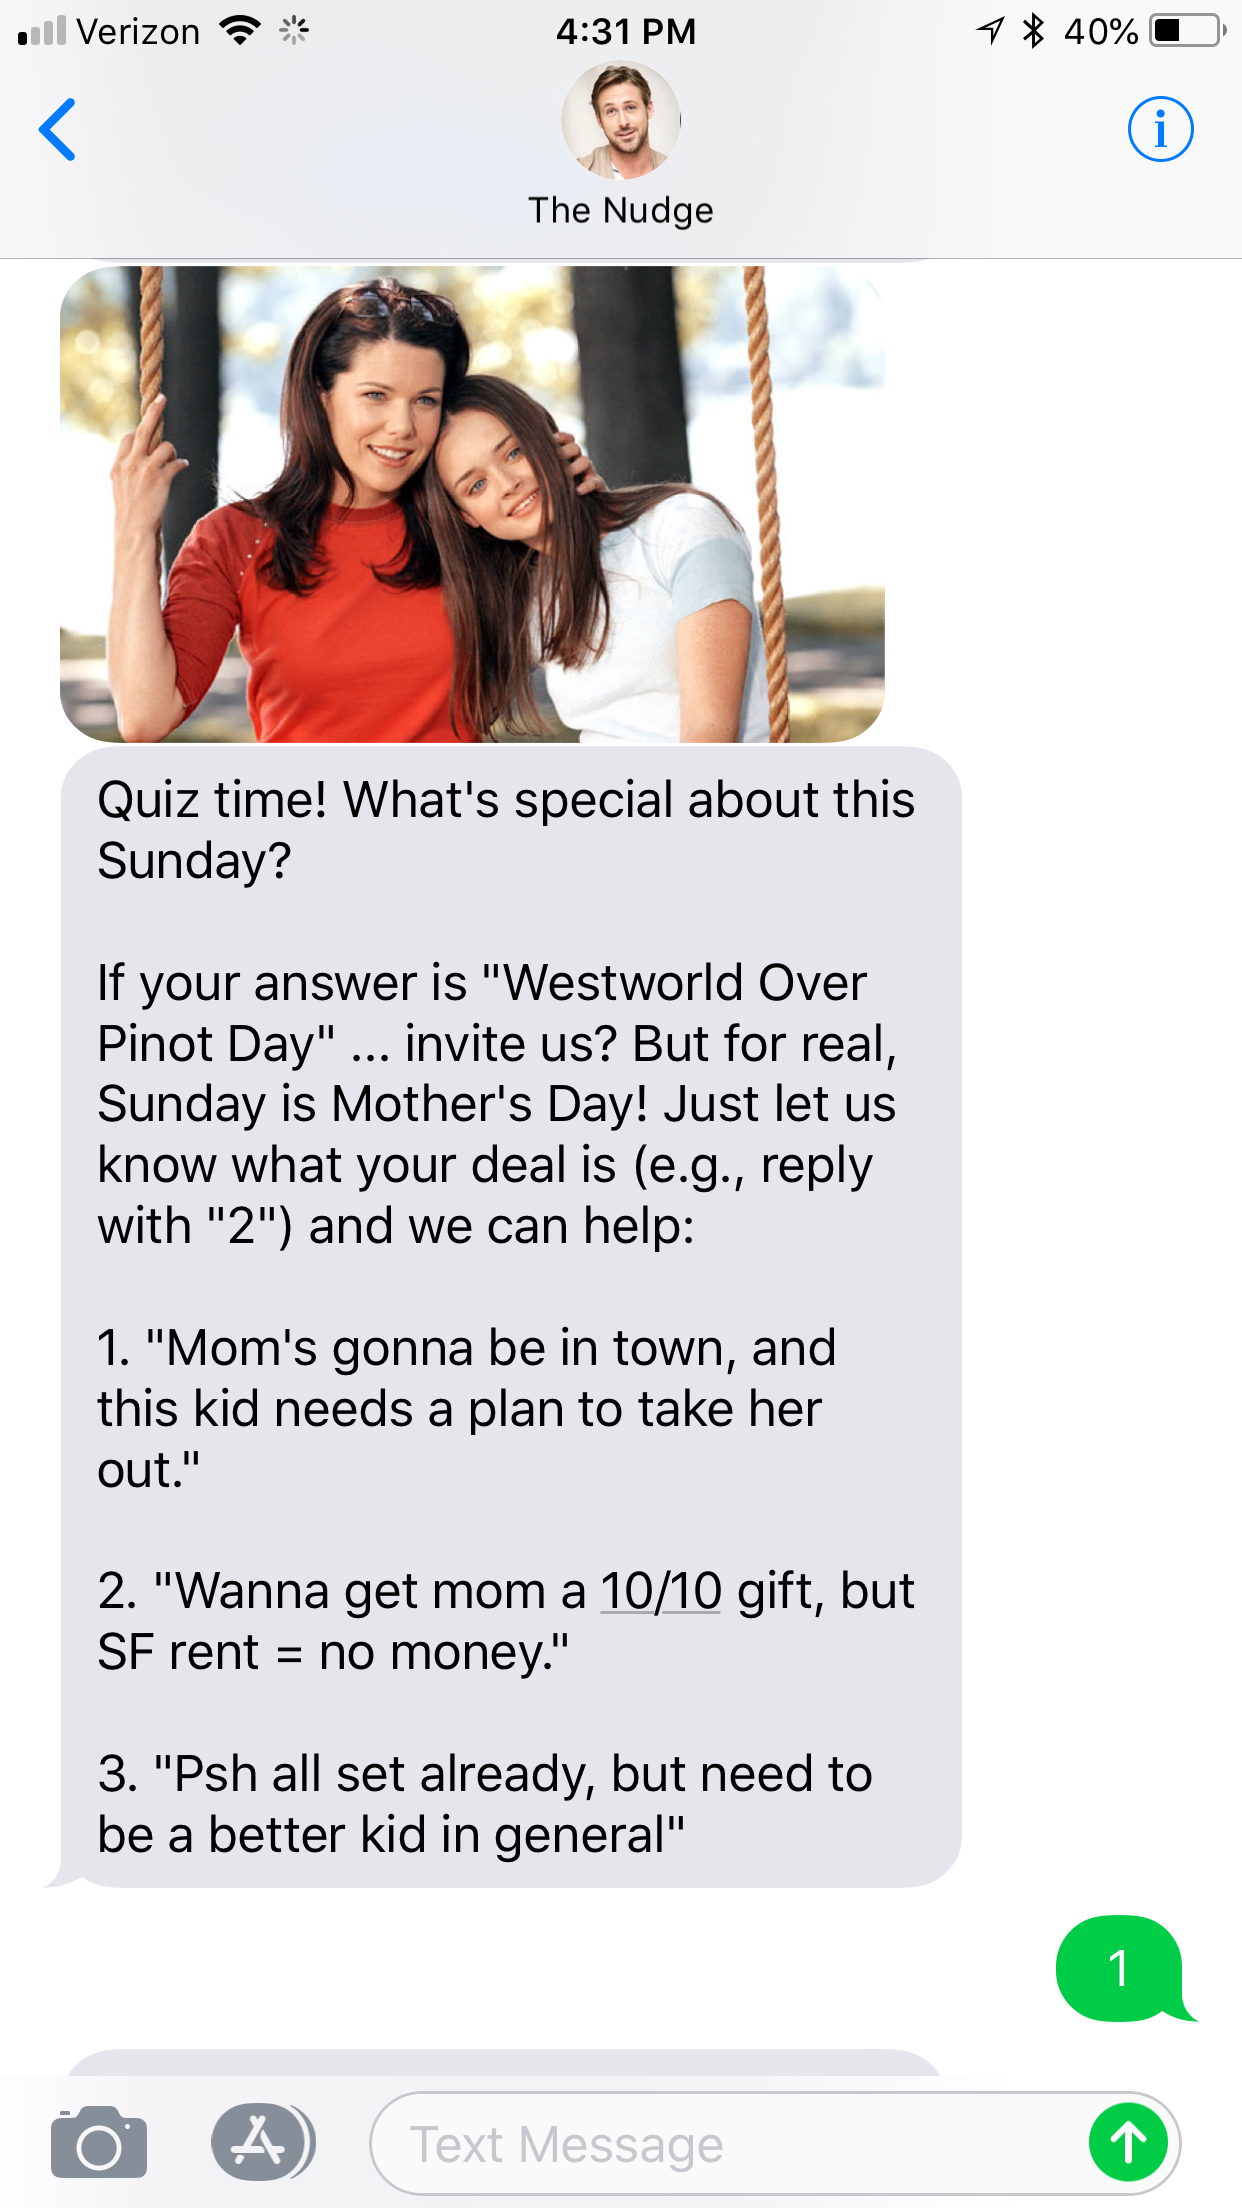 Verizon 4:31 PM 40%
The Nudge
Quiz time! What's special about this
Sunday?
If your answer is "Westworld Over
Pinot Day" ... invite us? But for real,
Sunday is Mother's Day! Just let us
know what your deal is (e.g., reply
with "2") and we can help:
1. "Mom's gonna be in town, and
this kid needs a plan to take her
out."
2. "Wanna get mom a 10/10 gift, but
SF rent = no money."
3. "Psh all set already, but need to
be a better kid in general"
1
Text Message